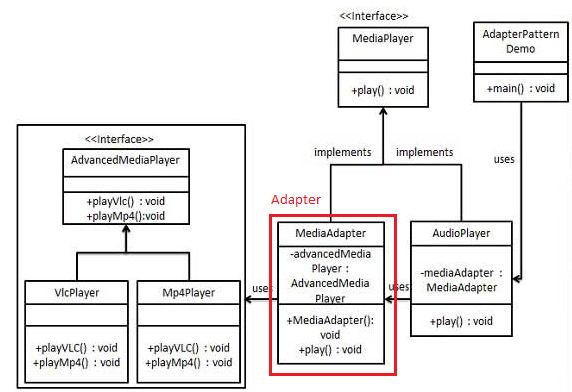 <<Interface>>
MediaPlayer
+play() : void
AdapterPattern
Demo
+main() : void
<<Interface>>
AdvancedMediaPlayer
+playVlc() : void
+playMp4():void
implements
implements
uses
Adapter
MediaAdapter
-advancedMedia
Player :
AdvancedMedia
Player
+MediaAdapter():
void
+play() : void
AudioPlayer
-mediaAdapter :
MediaAdapter
+play() : void
VlcPlayer
+playVLC() : void
+playMp4() : void
Mp4Player
+playVLC() : void
+playMp4() : void
uses
uses